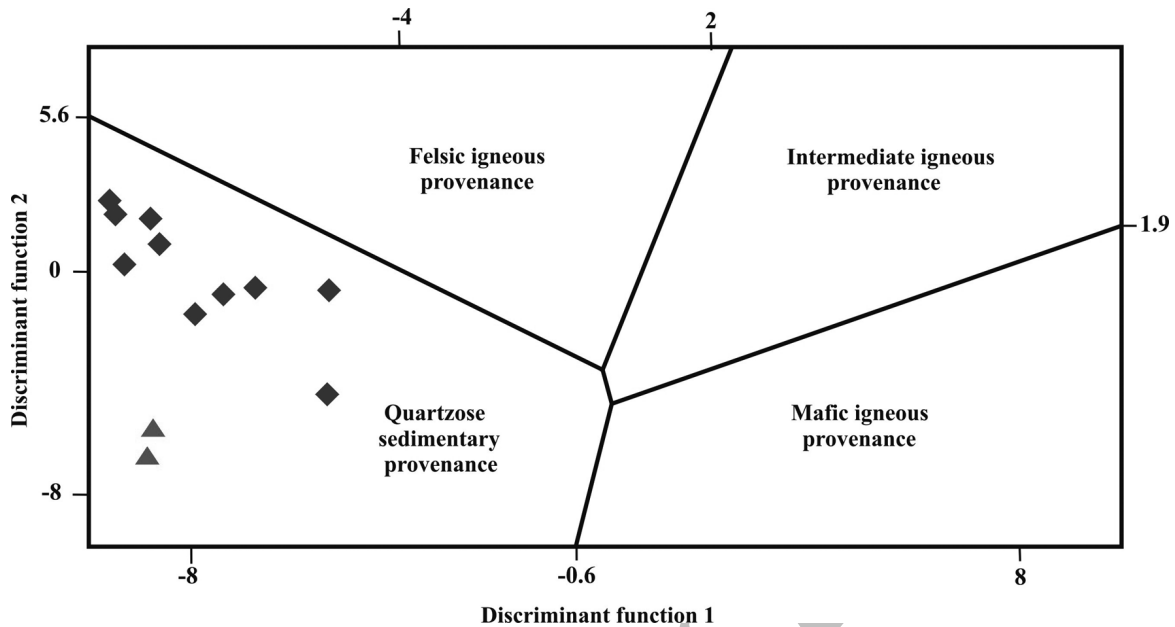 -4
2
5.6
Felsic igneous
provenance
Intermediate igneous
provenance
1.9
0
Discriminant function 2
Quartzose
sedimentary
provenance
Mafic igneous
provenance
-8
-8
-0.6
8
Discriminant function 1